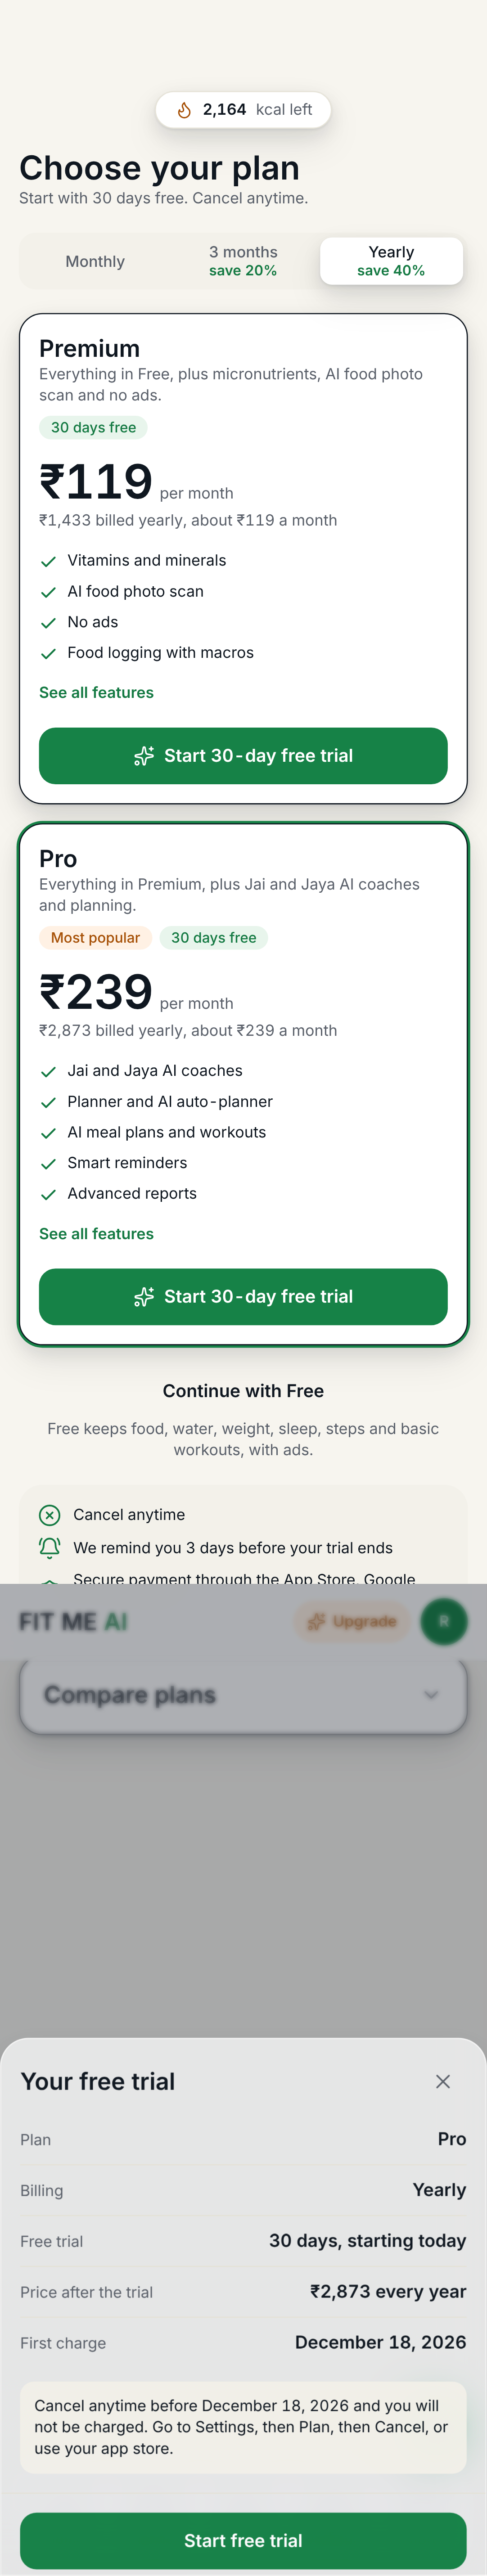 2,164 kcal left
Choose your plan
Start with 30 days free. Cancel anytime.
Monthly
3 months
save 20%
Yearly
save 40%
Premium
Everything in Free, plus micronutrients, AI food photo
scan and no ads.
30 days free
₹119 per month
₹1,433 billed yearly, about ₹119 a month
Vitamins and minerals
AI food photo scan
No ads
Food logging with macros
See all features
Start 30-day free trial
Pro
Everything in Premium, plus Jai and Jaya AI coaches
and planning.
Most popular
30 days free
₹239 per month
₹2,873 billed yearly, about ₹239 a month
Jai and Jaya AI coaches
Planner and AI auto-planner
AI meal plans and workouts
Smart reminders
Advanced reports
See all features
Start 30-day free trial
Continue with Free
Free keeps food, water, weight, sleep, steps and basic
workouts, with ads.
Cancel anytime
We remind you 3 days before your trial ends
Secure payment through the App Store, Google
FIT ME AI
Upgrade
R
Compare plans
Your free trial
Plan Pro
Billing Yearly
Free trial 30 days, starting today
Price after the trial ₹2,873 every year
First charge December 18, 2026
Cancel anytime before December 18, 2026 and you will
not be charged. Go to Settings, then Plan, then Cancel, or
use your app store.
Start free trial